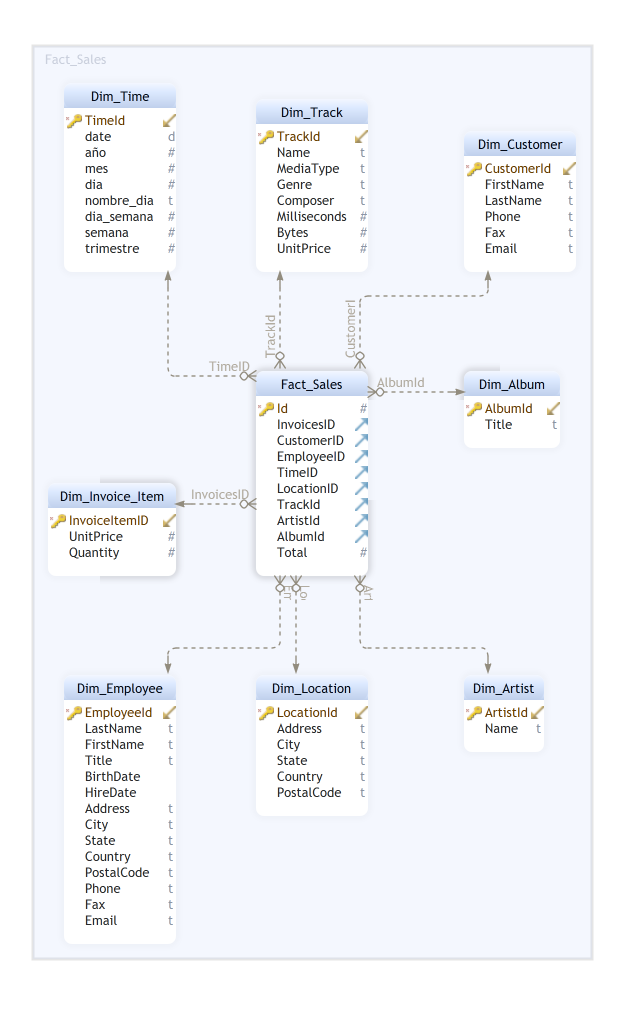 Fact_Sales
Dim_Time
TimeId
date d
año #
mes #
dia #
nombre_dia t
dia_semana #
semana #
trimestre #
Dim_Track
TrackId
Name t
MediaType t
Genre t
Composer t
Milliseconds #
Bytes #
UnitPrice #
Dim_Customer
CustomerId
FirstName t
LastName t
Phone t
Fax t
Email t
TimeID
TrackId
CustomerI
AlbumId
Fact_Sales
Id #
InvoicesID
CustomerID
EmployeeID
TimeID
LocationID
TrackId
ArtistId
AlbumId
Total #
Dim_Album
AlbumId
Title t
InvoicesID
Dim_Invoice_Item
InvoiceItemID
UnitPrice #
Quantity #
Dim_Employee
EmployeeId
LastName t
FirstName t
Title t
BirthDate
HireDate
Address t
City t
State t
Country t
PostalCode t
Phone t
Fax t
Email t
Dim_Location
LocationId
Address t
City t
State t
Country t
PostalCode t
Dim_Artist
ArtistId
Name t